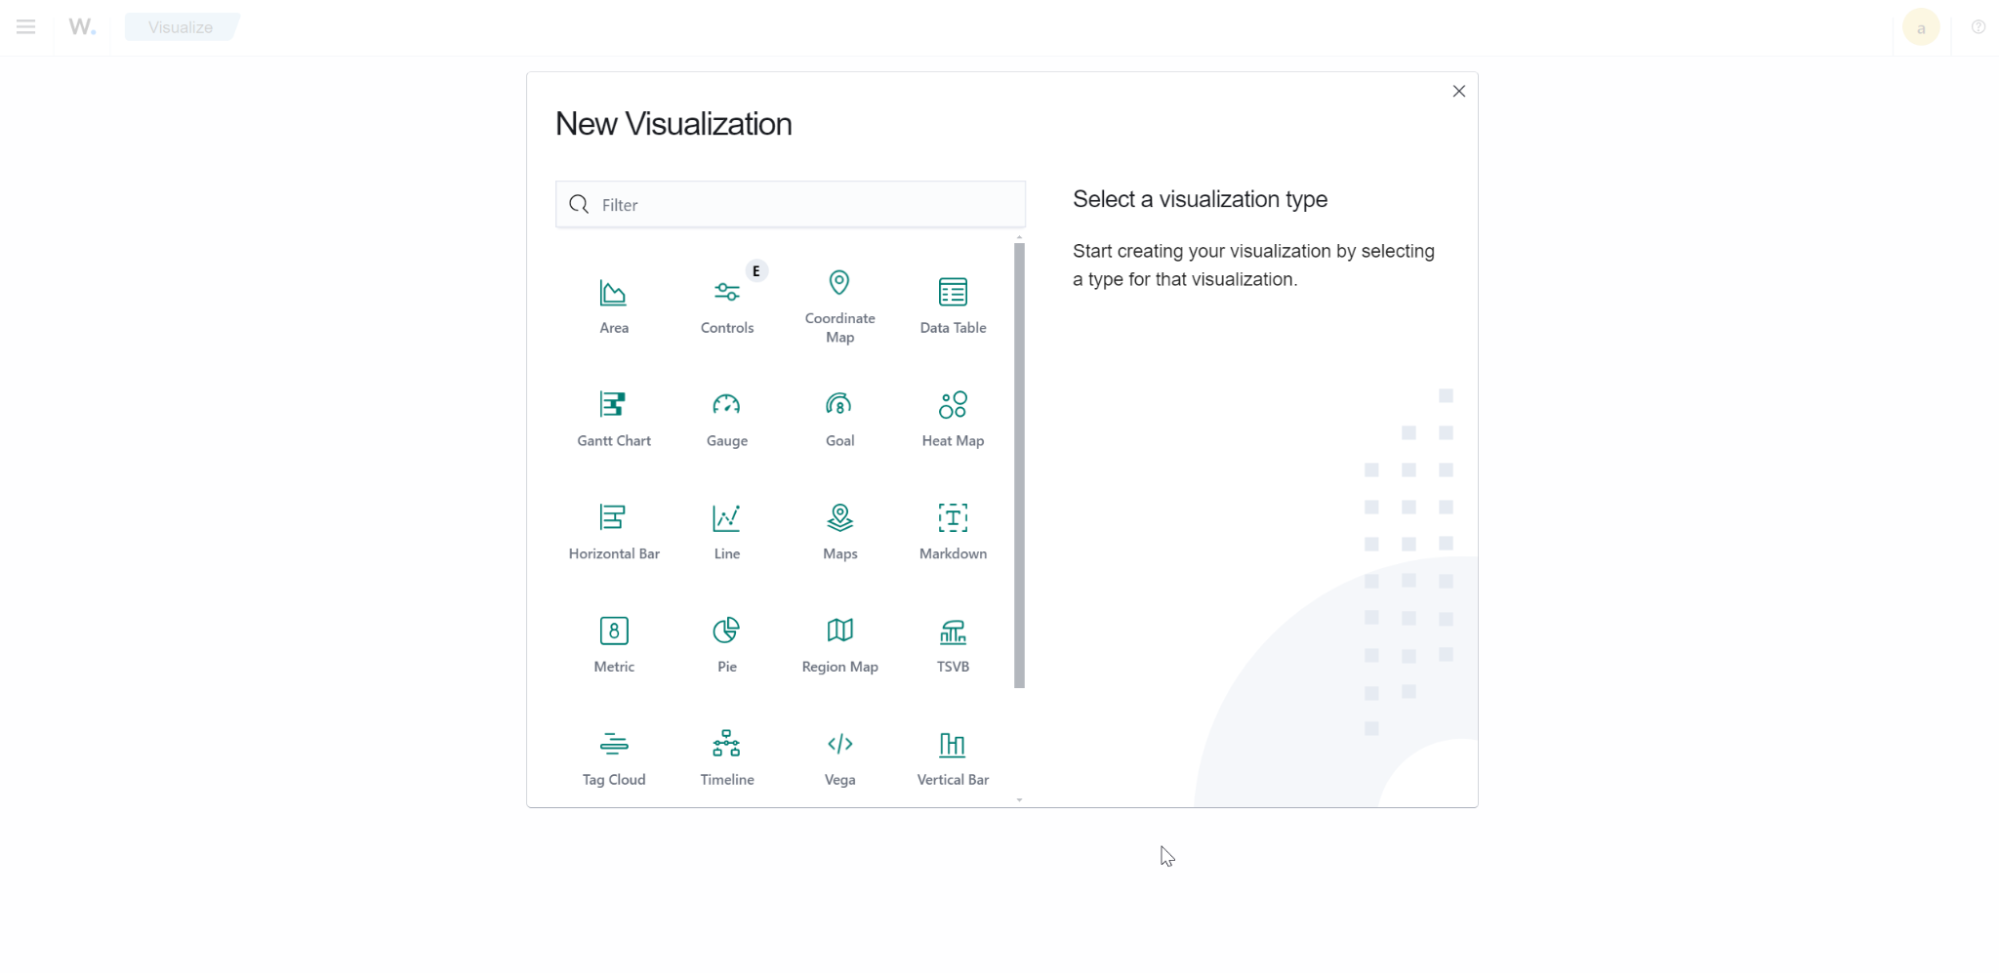 W.
Visualize
a
New Visualization
Filter
Select a visualization type
Start creating your visualization by selecting
a type for that visualization.
E
Area
Controls
Coordinate
Map
Data Table
Gantt Chart
Gauge
8
Goal
Heat Map
Horizontal Bar
Line
Maps
T
Markdown
8
Metric
Pie
Region Map
TSVB
Tag Cloud
Timeline
Vega
Vertical Bar